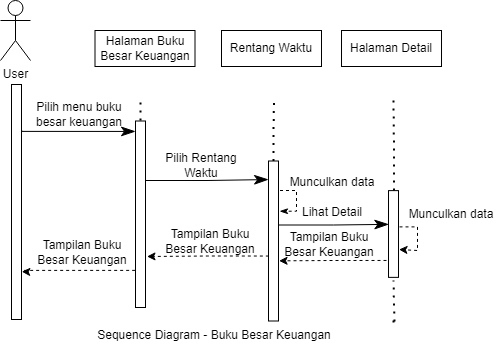 Halaman Buku
Besar Keuangan
Rentang Waktu
Halaman Detail
User
Pilih menu buku
besar keuangan
Pilih Rentang
Waktu
Munculkan data
Lihat Detail
Munculkan data
Tampilan Buku
Besar Keuangan
Tampilan Buku
Besar Keuangan
Tampilan Buku
Besar Keuangan
Sequence Diagram - Buku Besar Keuangan